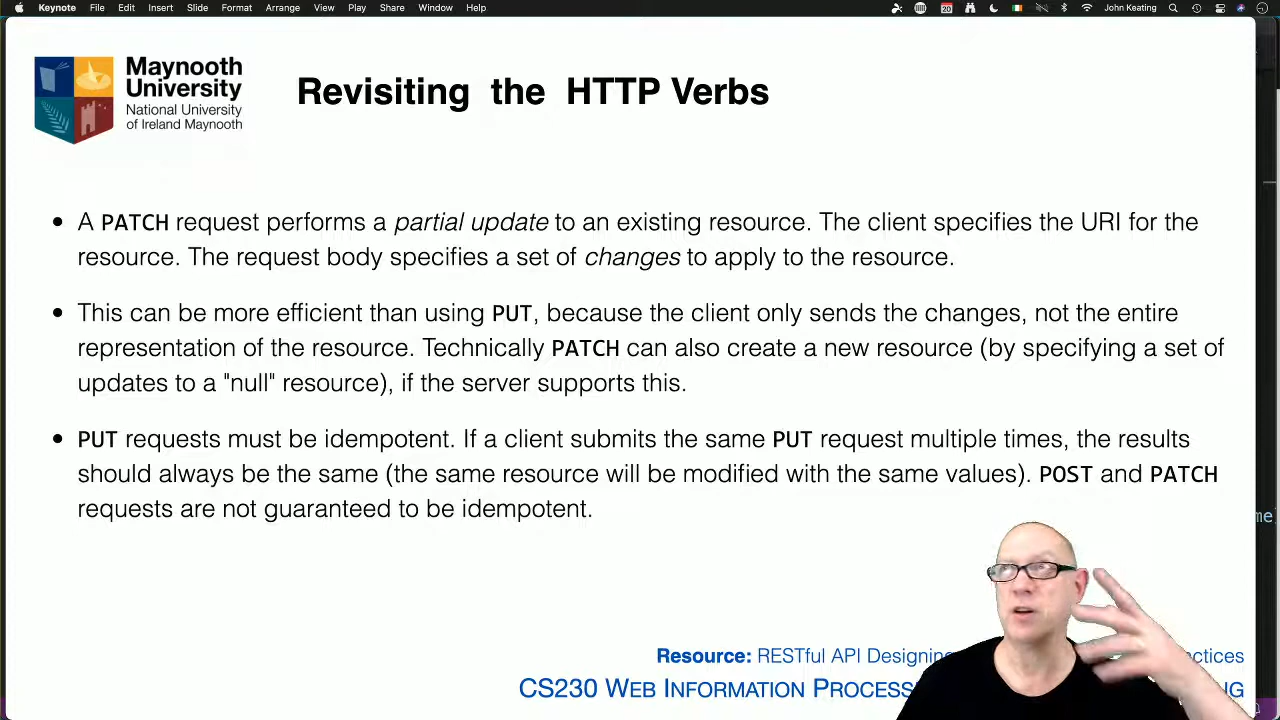 Keynote File Edit Insert Slide Format Arrange View Play Share Window Help 20 John Keating
Maynooth
University
National University
of Ireland Maynooth
Revisiting the HTTP Verbs
• A PATCH request performs a partial update to an existing resource. The client specifies the URI for the
resource. The request body specifies a set of changes to apply to the resource.
• This can be more efficient than using PUT, because the client only sends the changes, not the entire
representation of the resource. Technically PATCH can also create a new resource (by specifying a set of
updates to a "null" resource), if the server supports this.
• PUT requests must be idempotent. If a client submits the same PUT request multiple times, the results
should always be the same (the same resource will be modified with the same values). POST and PATCH
requests are not guaranteed to be idempotent.
Resource: RESTful API Designing
CS230 WEB INFORMATION